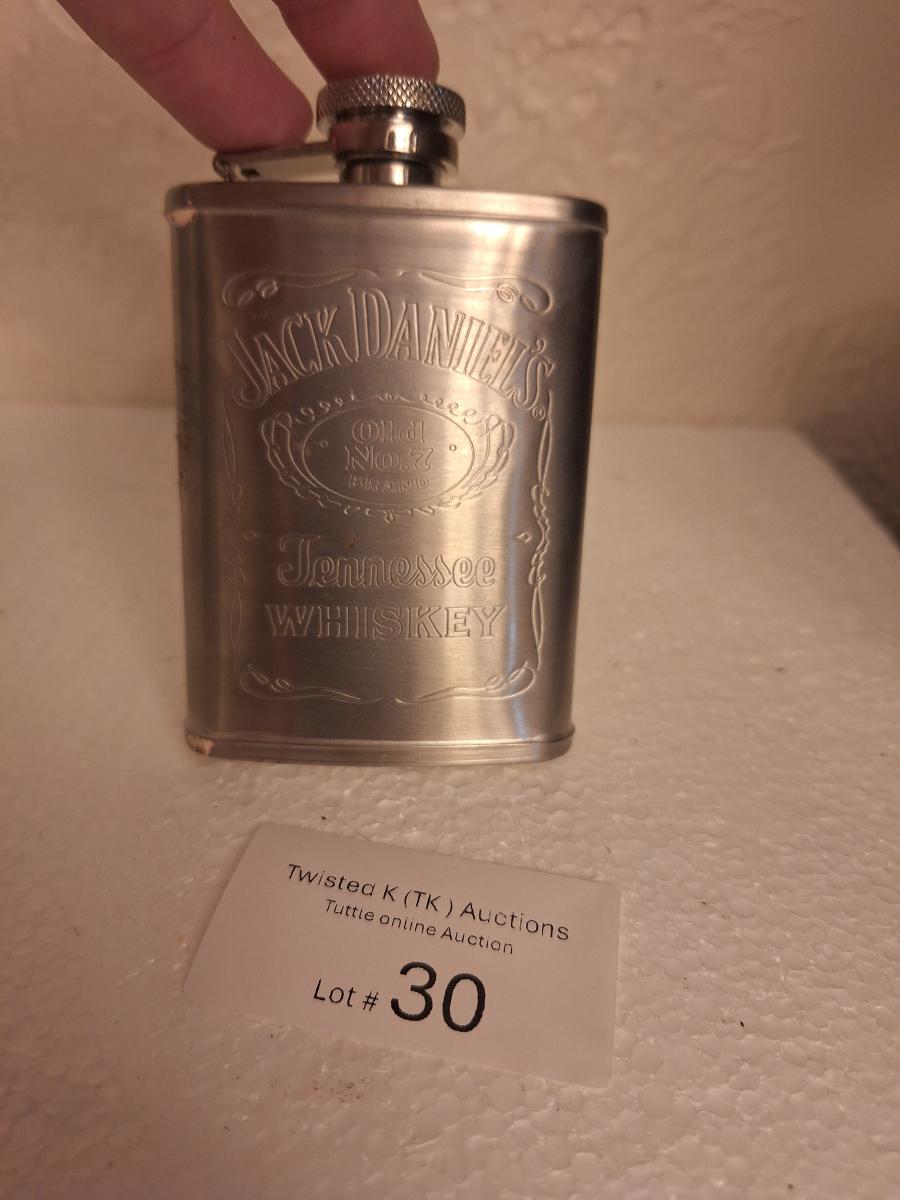 JACK DANIEL'S®
Old
No.7
BRAND
Tennessee
WHISKEY
Twisted K (TK ) Auctions
Tuttle online Auction
Lot # 30